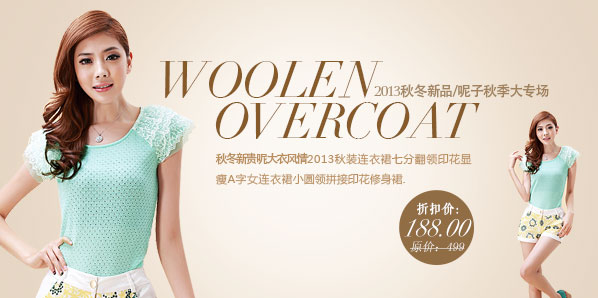 WOOLEN
2013秋冬新品/呢子秋季大专场
OVERCOAT
秋冬新贵呢大衣风情2013秋装连衣裙七分翻领印花显
瘦A字女连衣裙小圆领拼接印花修身裙.
折扣价:
188.00
原价: 499